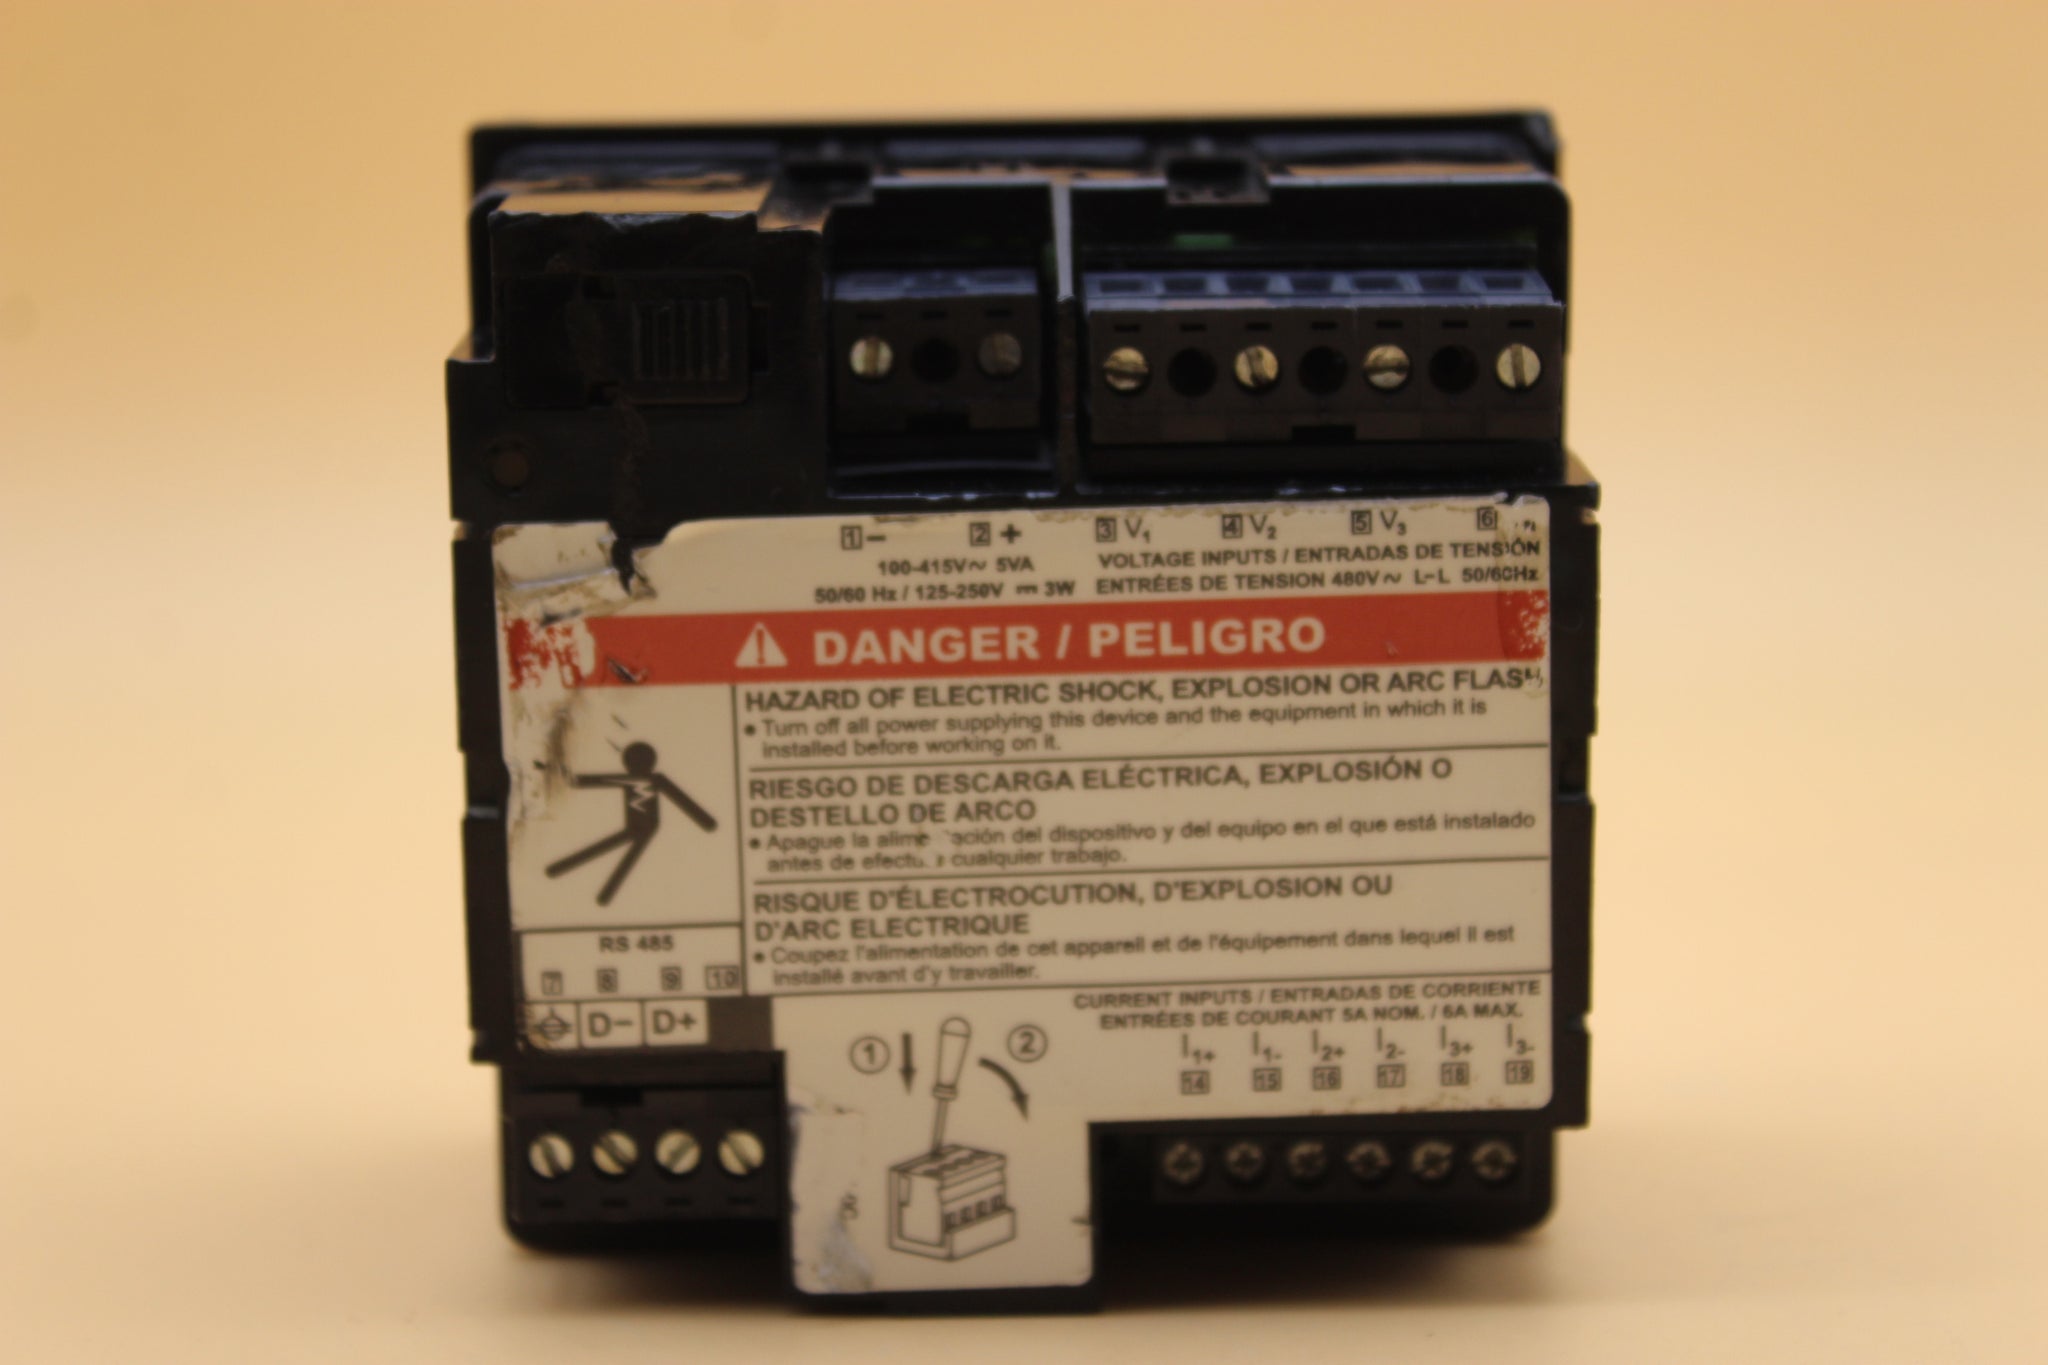 1 − 2 + 3 V1 4 V2 5 V3 6
100-415V~ 5VA
50/60 Hz / 125-250V ⎓ 3W
VOLTAGE INPUTS / ENTRADAS DE TENSIÓN
ENTRÉES DE TENSION 480V~ L-L 50/60Hz
⚠ DANGER / PELIGRO
HAZARD OF ELECTRIC SHOCK, EXPLOSION OR ARC FLASH
• Turn off all power supplying this device and the equipment in which it is
installed before working on it.
RIESGO DE DESCARGA ELÉCTRICA, EXPLOSIÓN O
DESTELLO DE ARCO
• Apague la alimentación del dispositivo y del equipo en el que está instalado
antes de cualquier trabajo.
RISQUE D'ÉLECTROCUTION, D'EXPLOSION OU
D'ARC ELECTRIQUE
• Coupez l'alimentation de cet appareil et de l'équipement dans lequel il est
installé avant d'y travailler.
RS 485
7 8 9 10
D− D+
1 2
CURRENT INPUTS / ENTRADAS DE CORRIENTE
ENTRÉES DE COURANT 5A NOM. / 6A MAX.
I1+ I1- I2+ I2- I3+ I3-
14 15 16 17 18 19